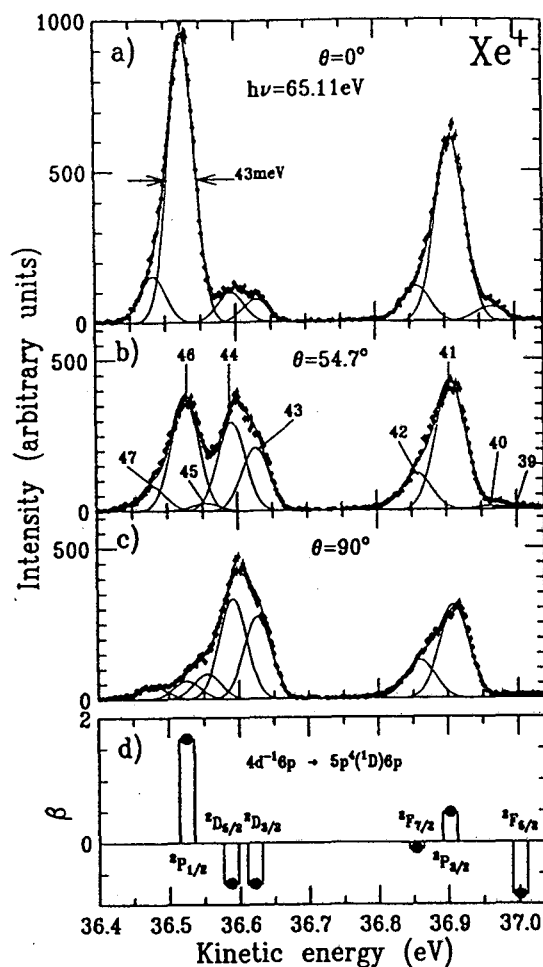 Intensity (arbitrary units)
1000
a)
θ=0°
hν=65.11eV
Xe+
500
43meV
0
b)
θ=54.7°
46
44
41
500
43
42
47
45
40
39
0
c)
θ=90°
500
0
β
2
d)
4d⁻¹6p → 5p⁴(¹D)6p
²D5/2 ²D3/2
²F7/2
²F5/2
0
²P1/2
²P3/2
36.4 36.5 36.6 36.7 36.8 36.9 37.0
Kinetic energy (eV)